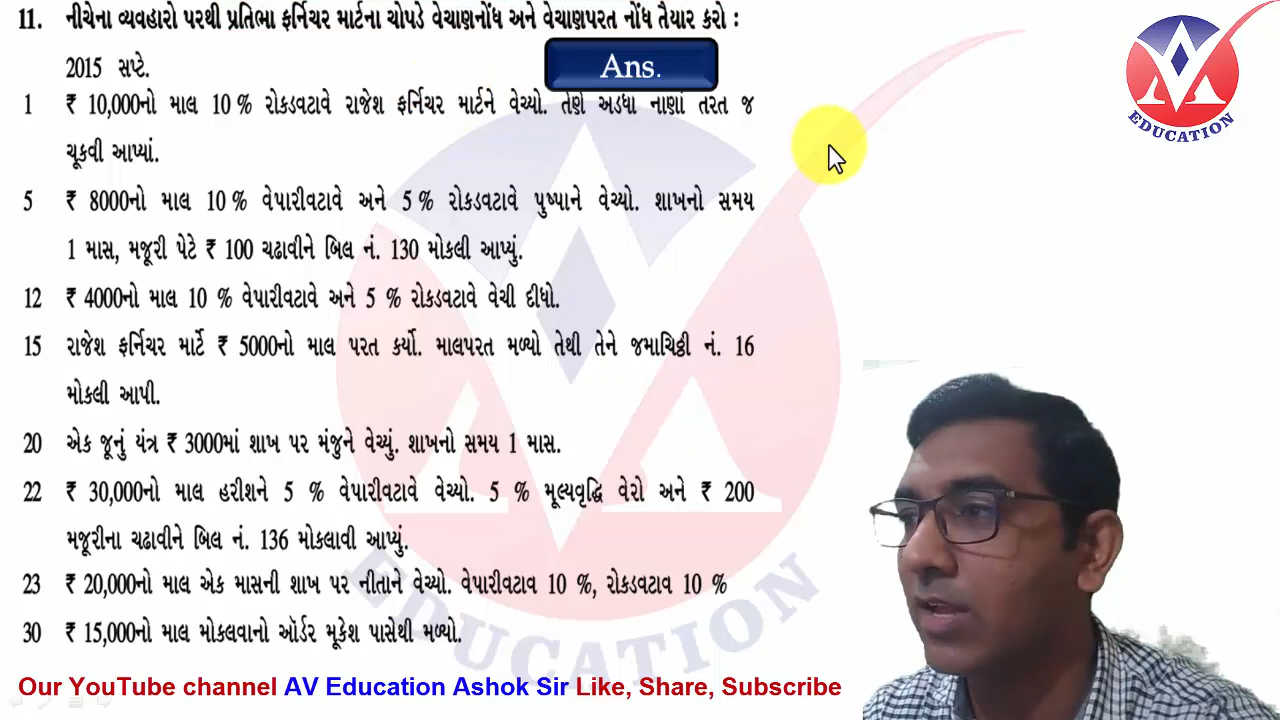 11. નીચેના વ્યવહારો પરથી પ્રતિભા ફર્નિચર માર્ટના ચોપડે વેચાણનોંધ અને વેચાણપરત નોંધ તૈયાર કરો :
2015 સપ્ટે.
Ans.
1 ₹ 10,000નો માલ 10 % રોકડવટાવે રાજેશ ફર્નિચર માર્ટને વેચ્યો. તેણે અડધા નાણાં તરત જ
ચૂકવી આપ્યાં.
5 ₹ 8000નો માલ 10 % વેપારીવટાવે અને 5 % રોકડવટાવે પુષ્પાને વેચ્યો. શાખનો સમય
1 માસ, મજૂરી પેટે ₹ 100 ચઢાવીને બિલ નં. 130 મોકલી આપ્યું.
12 ₹ 4000નો માલ 10 % વેપારીવટાવે અને 5 % રોકડવટાવે વેચી દીધો.
15 રાજેશ ફર્નિચર માર્ટે ₹ 5000નો માલ પરત કર્યો. માલપરત મળ્યો તેથી તેને જમાચિઠ્ઠી નં. 16
મોકલી આપી.
20 એક જૂનું યંત્ર ₹ 3000માં શાખ પર મંજુને વેચ્યું. શાખનો સમય 1 માસ.
22 ₹ 30,000નો માલ હરીશને 5 % વેપારીવટાવે વેચ્યો. 5 % મૂલ્યવૃદ્ધિ વેરો અને ₹ 200
મજૂરીના ચઢાવીને બિલ નં. 136 મોકલાવી આપ્યું.
23 ₹ 20,000નો માલ એક માસની શાખ પર નીતાને વેચ્યો. વેપારીવટાવ 10 %, રોકડવટાવ 10 %
30 ₹ 15,000નો માલ મોકલવાનો ઑર્ડર મૂકેશ પાસેથી મળ્યો.
Our YouTube channel AV Education Ashok Sir Like, Share, Subscribe
EDUCATION
EDUCATION